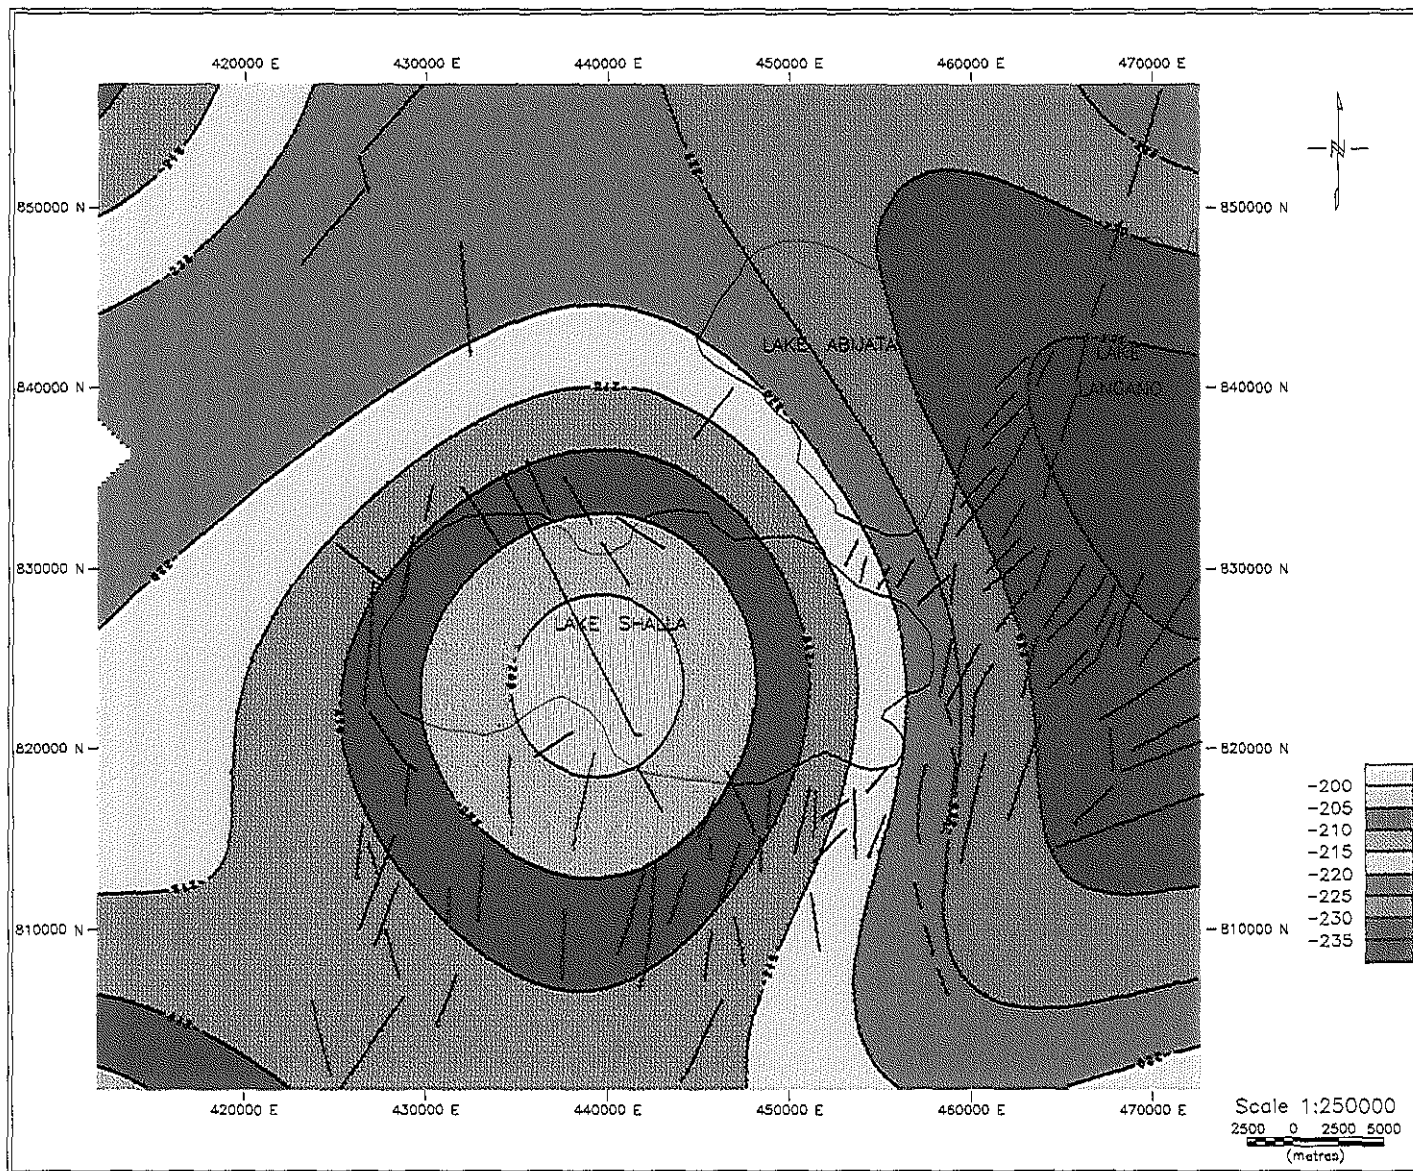 420000 E 430000 E 440000 E 450000 E 460000 E 470000 E
850000 N
850000 N
LAKE ABIJATA
LAKE
840000 N
LANGANO
840000 N
830000 N
830000 N
LAKE SHALLA
820000 N
820000 N
810000 N
810000 N
-200
-205
-210
-215
-220
-225
-230
-235
420000 E 430000 E 440000 E 450000 E 460000 E 470000 E
Scale 1:250000
2500 0 2500 5000
(metres)